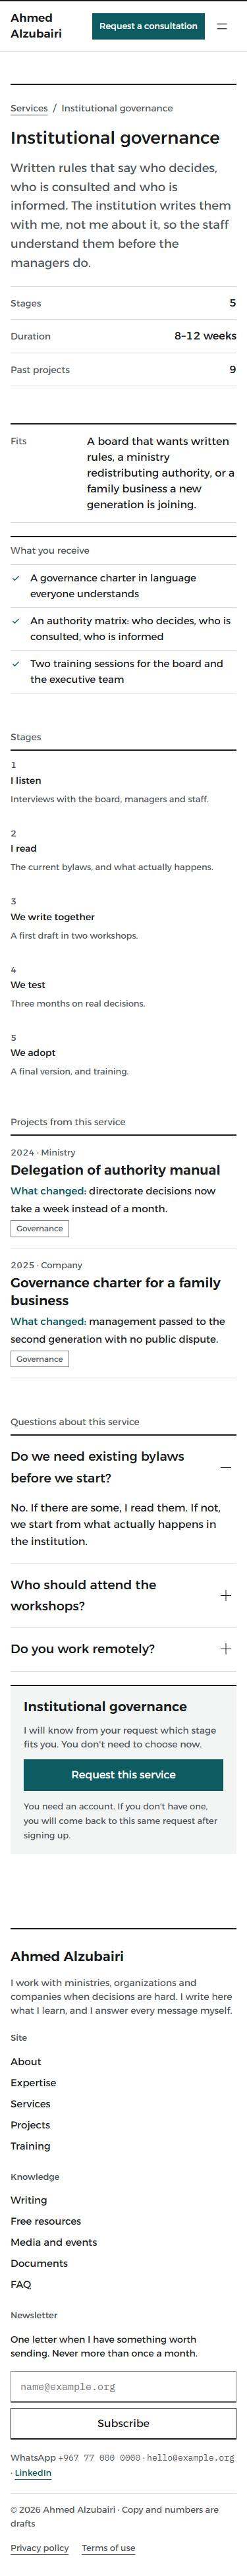 Ahmed
Alzubairi
Request a consultation
Services / Institutional governance
Institutional governance
Written rules that say who decides,
who is consulted and who is
informed. The institution writes them
with me, not me about it, so the staff
understand them before the
managers do.
Stages 5
Duration 8–12 weeks
Past projects 9
Fits
A board that wants written
rules, a ministry
redistributing authority, or a
family business a new
generation is joining.
What you receive
A governance charter in language
everyone understands
An authority matrix: who decides, who is
consulted, who is informed
Two training sessions for the board and
the executive team
Stages
1
I listen
Interviews with the board, managers and staff.
2
I read
The current bylaws, and what actually happens.
3
We write together
A first draft in two workshops.
4
We test
Three months on real decisions.
5
We adopt
A final version, and training.
Projects from this service
2024 · Ministry
Delegation of authority manual
What changed: directorate decisions now
take a week instead of a month.
Governance
2025 · Company
Governance charter for a family
business
What changed: management passed to the
second generation with no public dispute.
Governance
Questions about this service
Do we need existing bylaws
before we start?
No. If there are some, I read them. If not,
we start from what actually happens in
the institution.
Who should attend the
workshops?
Do you work remotely?
Institutional governance
I will know from your request which stage
fits you. You don't need to choose now.
Request this service
You need an account. If you don't have one,
you will come back to this same request after
signing up.
Ahmed Alzubairi
I work with ministries, organizations and
companies when decisions are hard. I write here
what I learn, and I answer every message myself.
Site
About
Expertise
Services
Projects
Training
Knowledge
Writing
Free resources
Media and events
Documents
FAQ
Newsletter
One letter when I have something worth
sending. Never more than once a month.
name@example.org
Subscribe
WhatsApp +967 77 000 0000 · hello@example.org
· LinkedIn
© 2026 Ahmed Alzubairi · Copy and numbers are
drafts
Privacy policy Terms of use